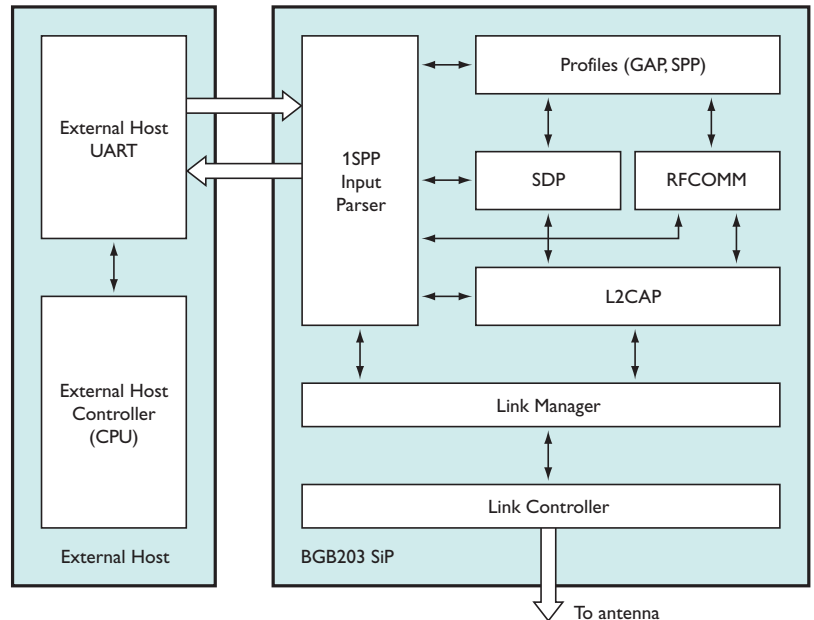 External Host
UART
External Host
Controller
(CPU)
External Host
1SPP
Input
Parser
Profiles (GAP, SPP)
SDP
RFCOMM
L2CAP
Link Manager
Link Controller
BGB203 SiP
To antenna